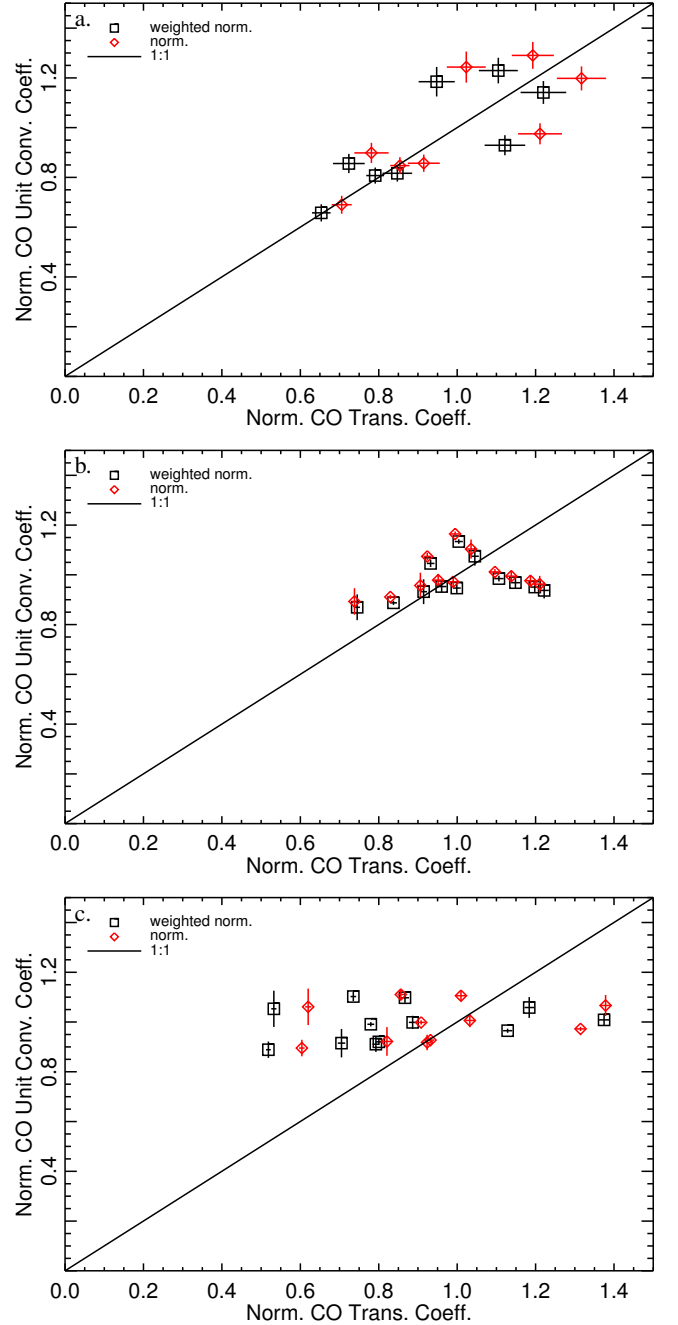 a.
weighted norm.
norm.
1:1
Norm. CO Unit Conv. Coeff.
1.2
0.8
0.4
0.0 0.2 0.4 0.6 0.8 1.0 1.2 1.4
Norm. CO Trans. Coeff.
b.
weighted norm.
norm.
1:1
Norm. CO Unit Conv. Coeff.
1.2
0.8
0.4
0.0 0.2 0.4 0.6 0.8 1.0 1.2 1.4
Norm. CO Trans. Coeff.
c.
weighted norm.
norm.
1:1
Norm. CO Unit Conv. Coeff.
1.2
0.8
0.4
0.0 0.2 0.4 0.6 0.8 1.0 1.2 1.4
Norm. CO Trans. Coeff.